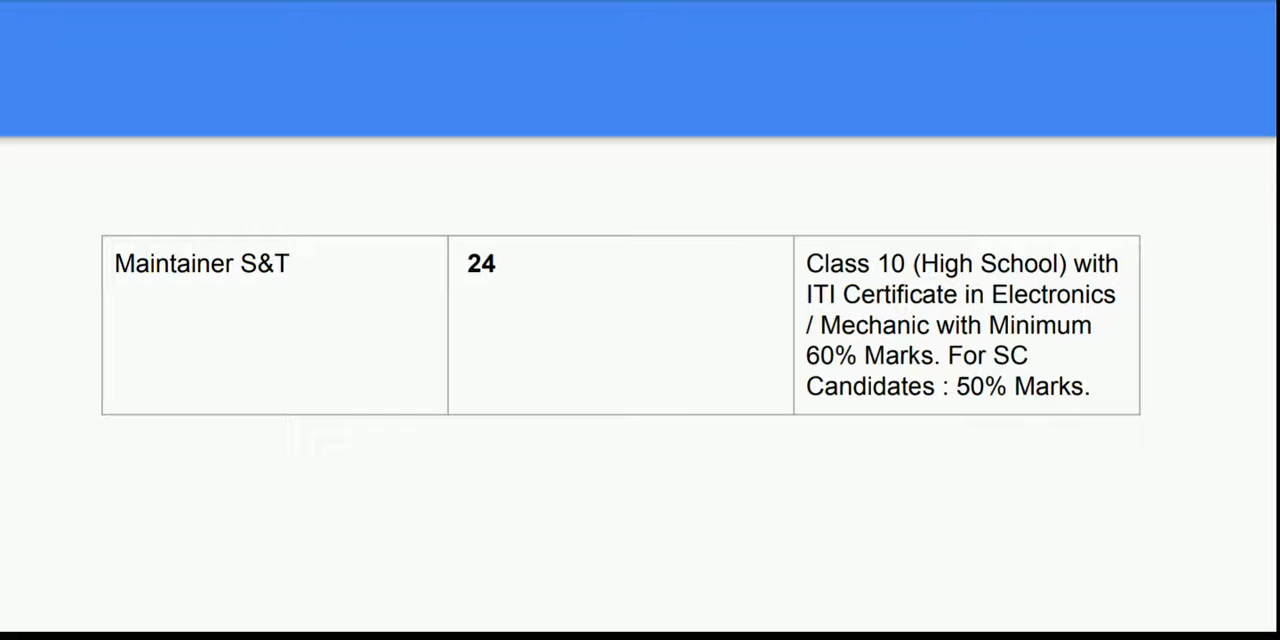 Maintainer S&T
24
Class 10 (High School) with
ITI Certificate in Electronics
/ Mechanic with Minimum
60% Marks. For SC
Candidates : 50% Marks.